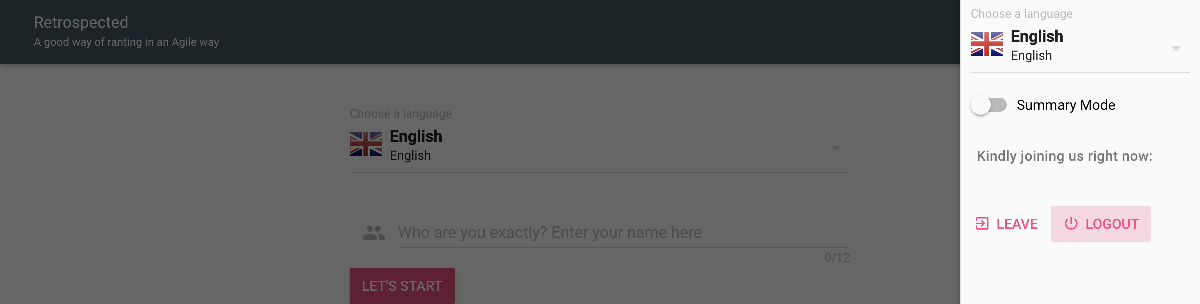 Retrospected
A good way of ranting in an Agile way
Choose a language
English
English
Who are you exactly? Enter your name here
0/12
LET'S START
Choose a language
English
English
Summary Mode
Kindly joining us right now:
LEAVE
LOGOUT